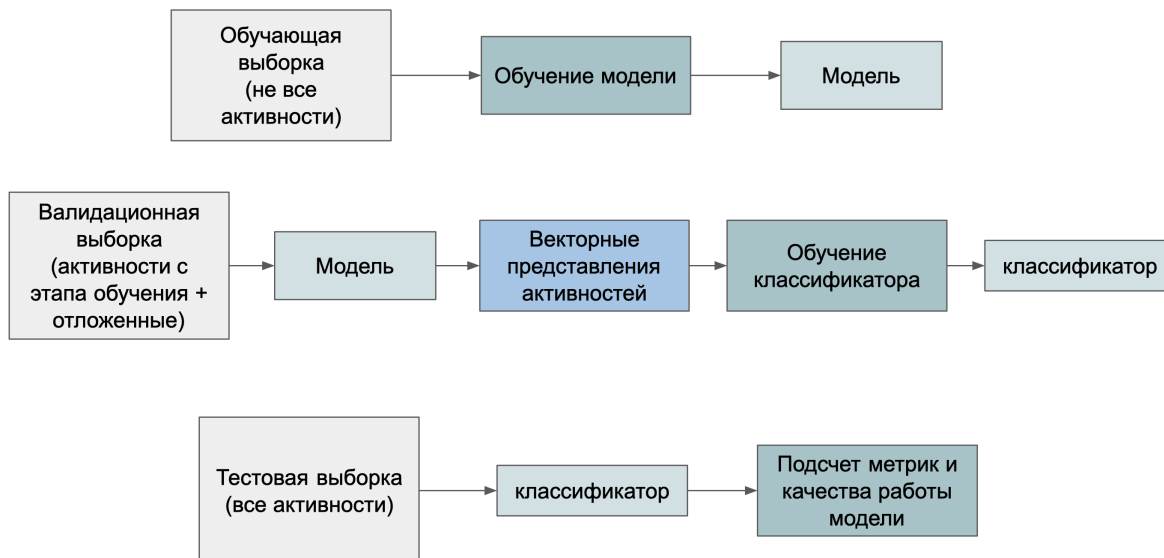 Обучающая
выборка
(не все
активности)
Обучение модели
Модель
Валидационная
выборка
(активности с
этапа обучения +
отложенные)
Модель
Векторные
представления
активностей
Обучение
классификатора
классификатор
Тестовая выборка
(все активности)
классификатор
Подсчет метрик и
качества работы
модели